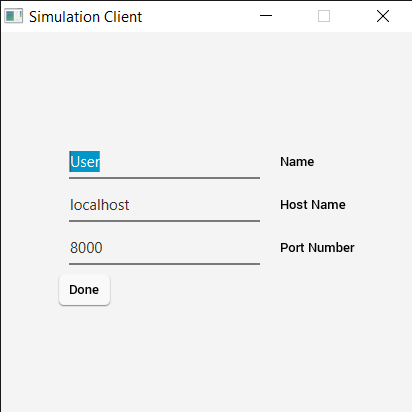 Simulation Client
User Name
localhost Host Name
8000 Port Number
Done